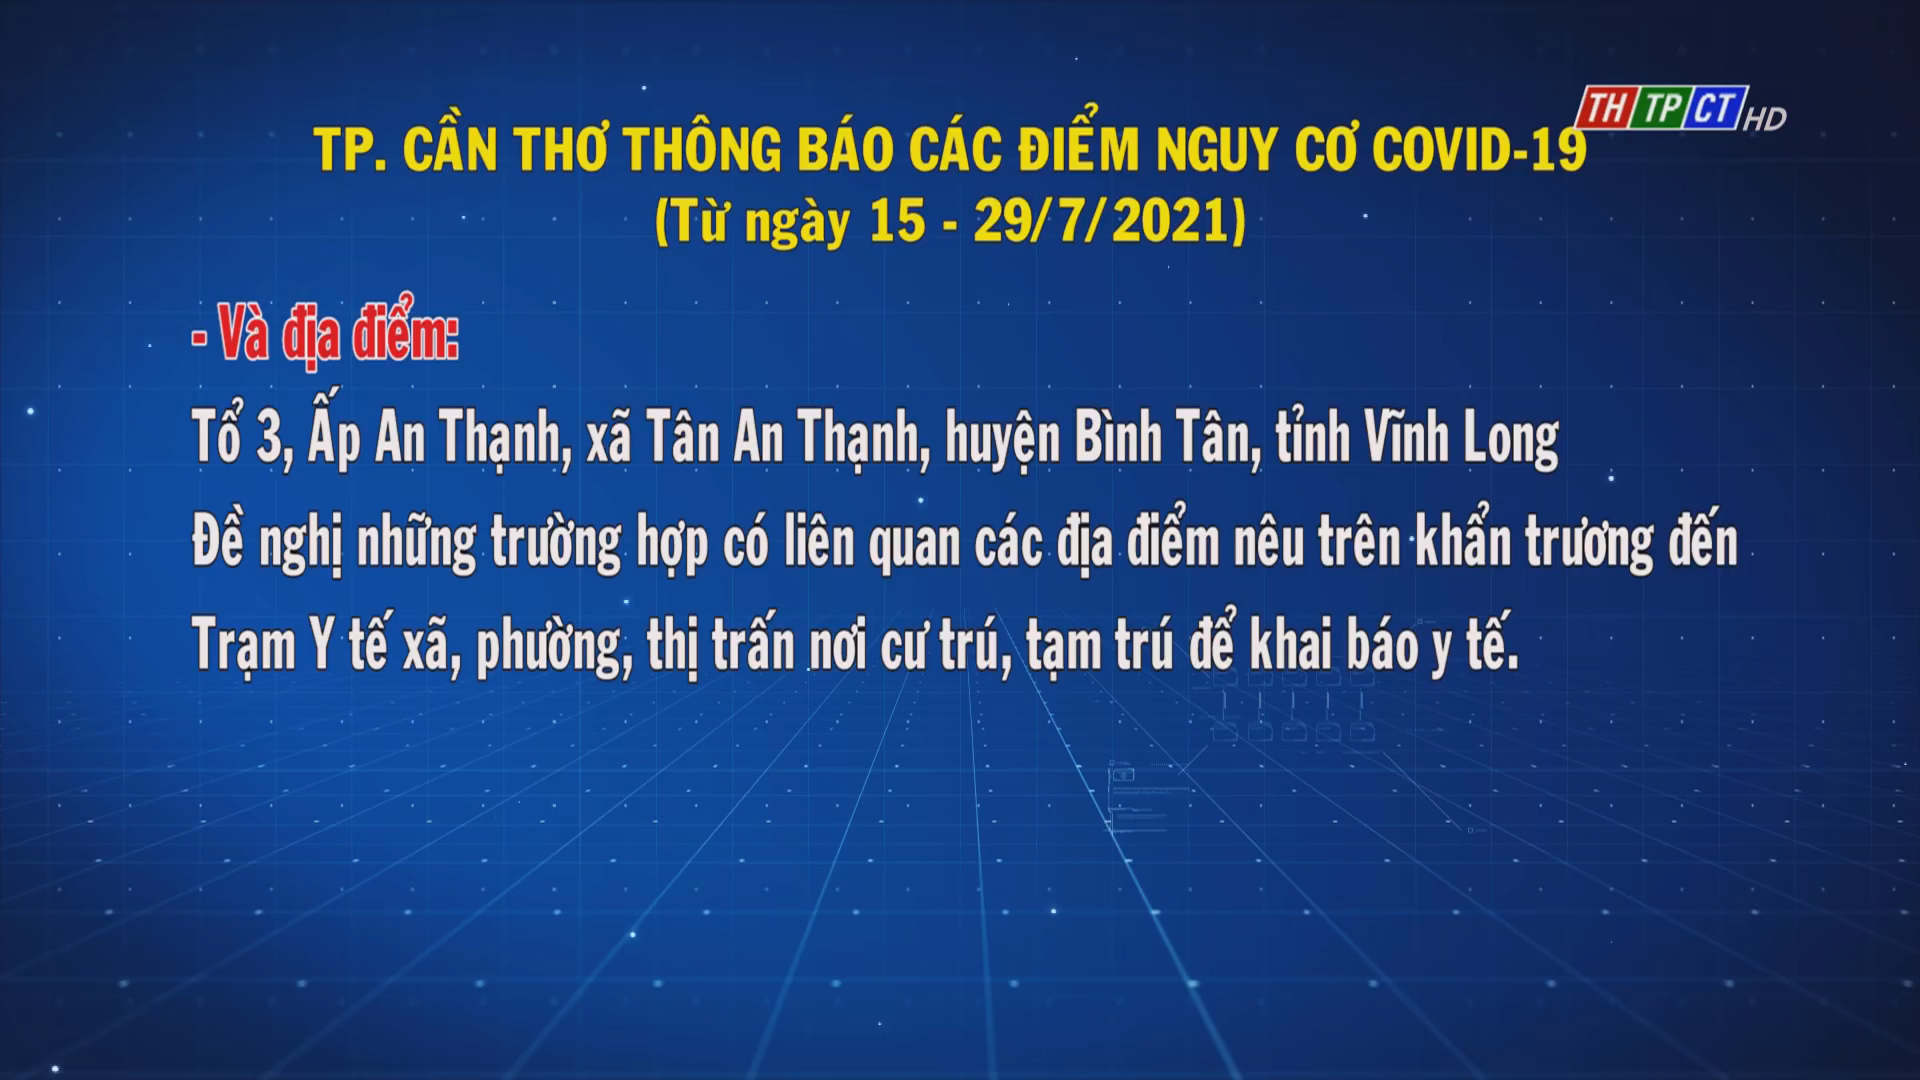 THTPCT HD
TP. CẦN THƠ THÔNG BÁO CÁC ĐIỂM NGUY CƠ COVID-19
(Từ ngày 15 - 29/7/2021)
- Và địa điểm:
Tổ 3, Ấp An Thạnh, xã Tân An Thạnh, huyện Bình Tân, tỉnh Vĩnh Long
Đề nghị những trường hợp có liên quan các địa điểm nêu trên khẩn trương đến
Trạm Y tế xã, phường, thị trấn nơi cư trú, tạm trú để khai báo y tế.